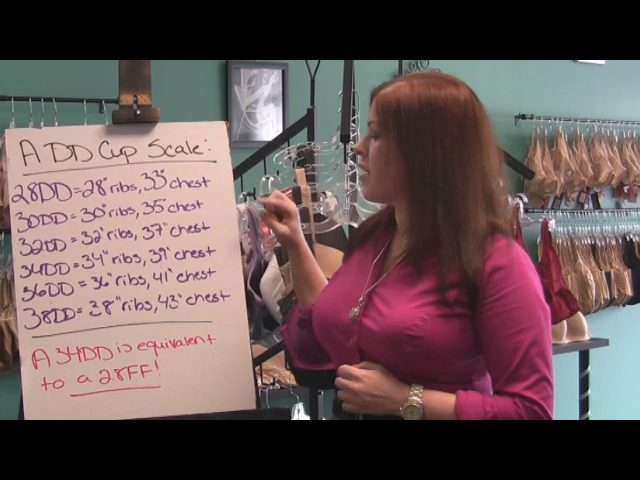 A DD Cup Scale:
28DD = 28" ribs, 33" chest
30DD = 30" ribs, 35" chest
32DD = 32" ribs, 37" chest
34DD = 34" ribs, 39" chest
36DD = 36" ribs, 41" chest
38DD = 38" ribs, 43" chest
A 34DD is equivalent
to a 28FF!